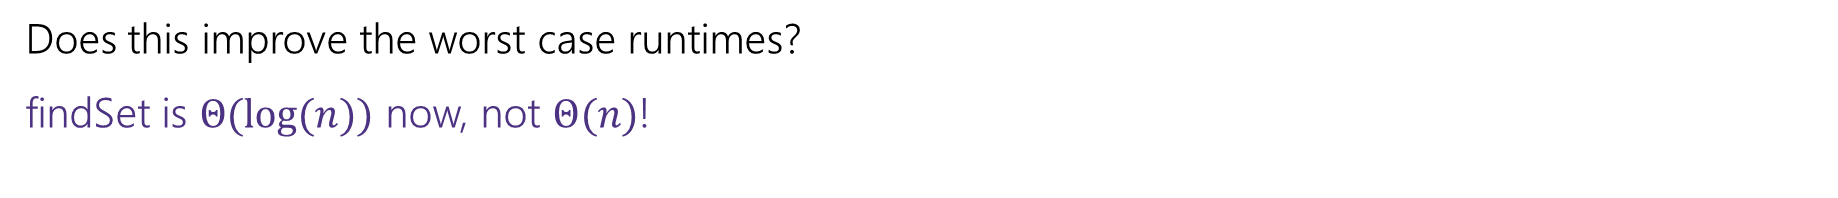 Does this improve the worst case runtimes?
findSet is Θ(log(𝑛)) now, not Θ(𝑛)!